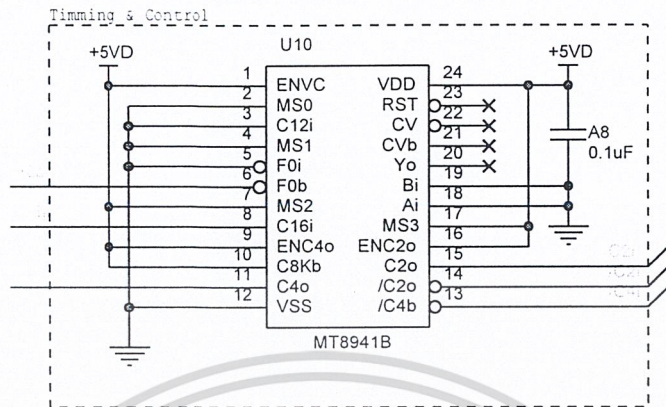 Timming & Control
+5VD
U10
+5VD
1 ENVC VDD 24
2 MS0 RST 23
3 C12i CV 22
4 MS1 CVb 21
5 F0i Yo 20
6 F0b Bi 19
7 MS2 Ai 18
8 C16i MS3 17
9 ENC4o ENC2o 16
10 C8Kb C2o 15
11 C4o /C2o 14
12 VSS /C4b 13
A8
0.1uF
MT8941B